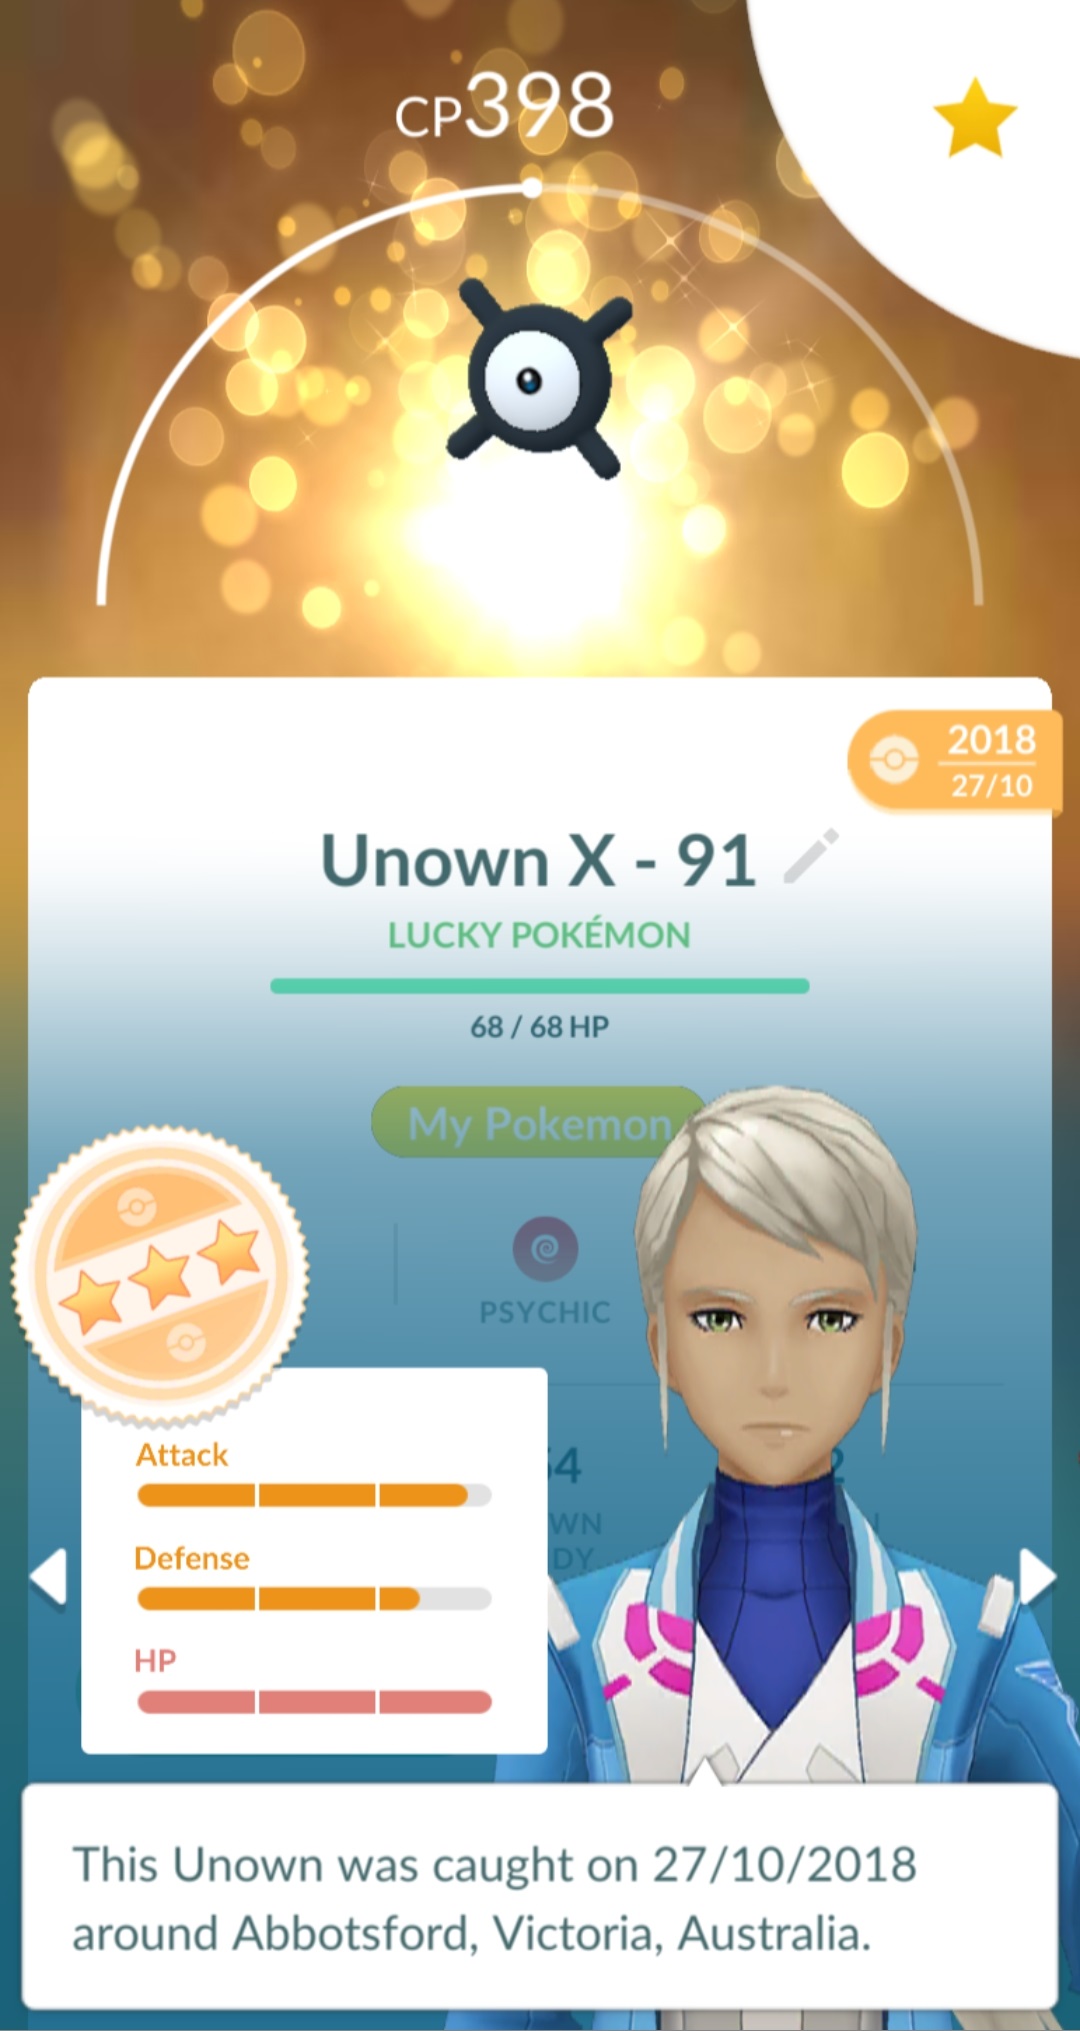 CP398
2018
27/10
Unown X - 91
LUCKY POKÉMON
68 / 68 HP
My Pokemon
PSYCHIC
Attack
Defense
HP
This Unown was caught on 27/10/2018
around Abbotsford, Victoria, Australia.